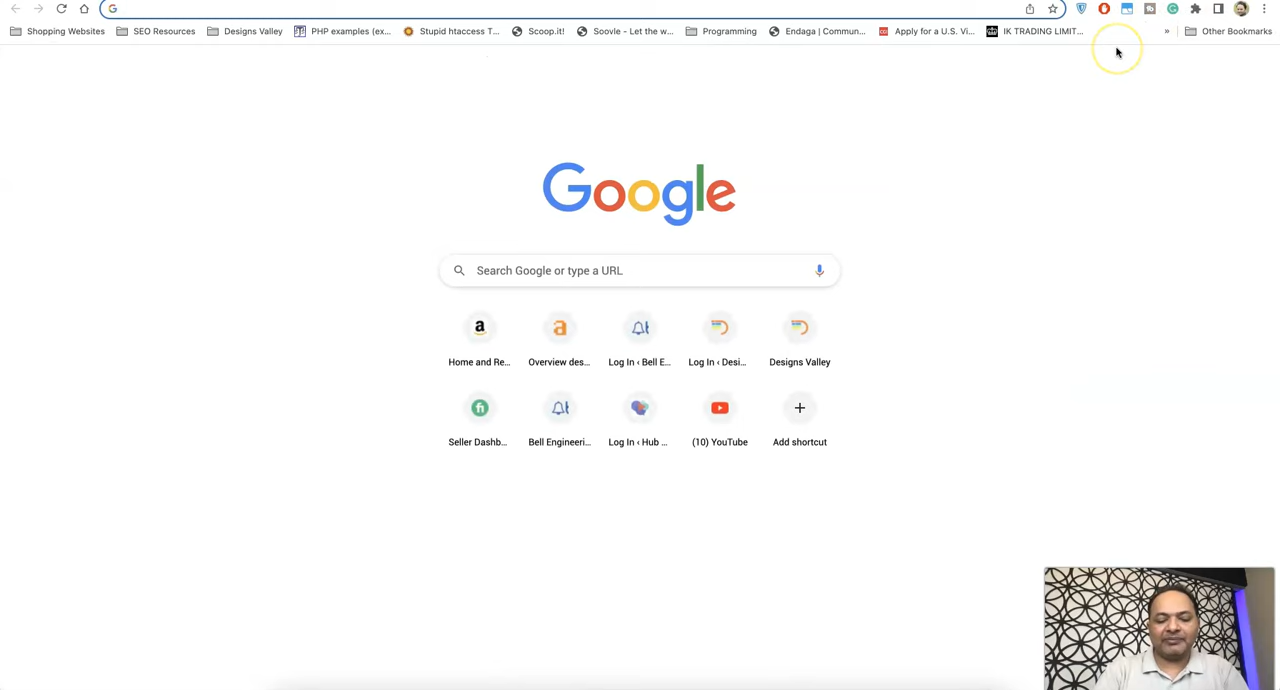 Shopping Websites SEO Resources Designs Valley PHP examples (ex... Stupid htaccess T... Scoop.it! Soovle - Let the w... Programming Endaga | Commun... Apply for a U.S. Vi... IK TRADING LIMIT... » Other Bookmarks
Google
Search Google or type a URL
Home and Re... Overview des... Log In ‹ Bell E... Log In ‹ Desi... Designs Valley
Seller Dashb... Bell Engineeri... Log In ‹ Hub ... (10) YouTube Add shortcut